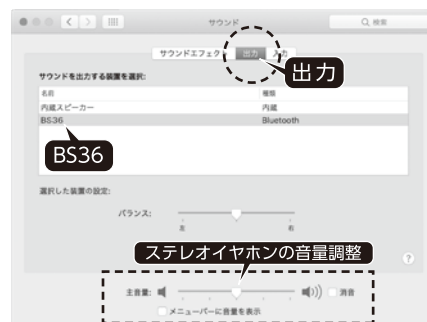 サウンド
検索
サウンドエフェクト 出力 入力
出力
サウンドを出力する装置を選択:
名前 種類
内蔵スピーカー 内蔵
BS36 Bluetooth
BS36
選択した装置の設定:
バランス:
左 右
ステレオイヤホンの音量調整
?
主音量: 消音
メニューバーに音量を表示